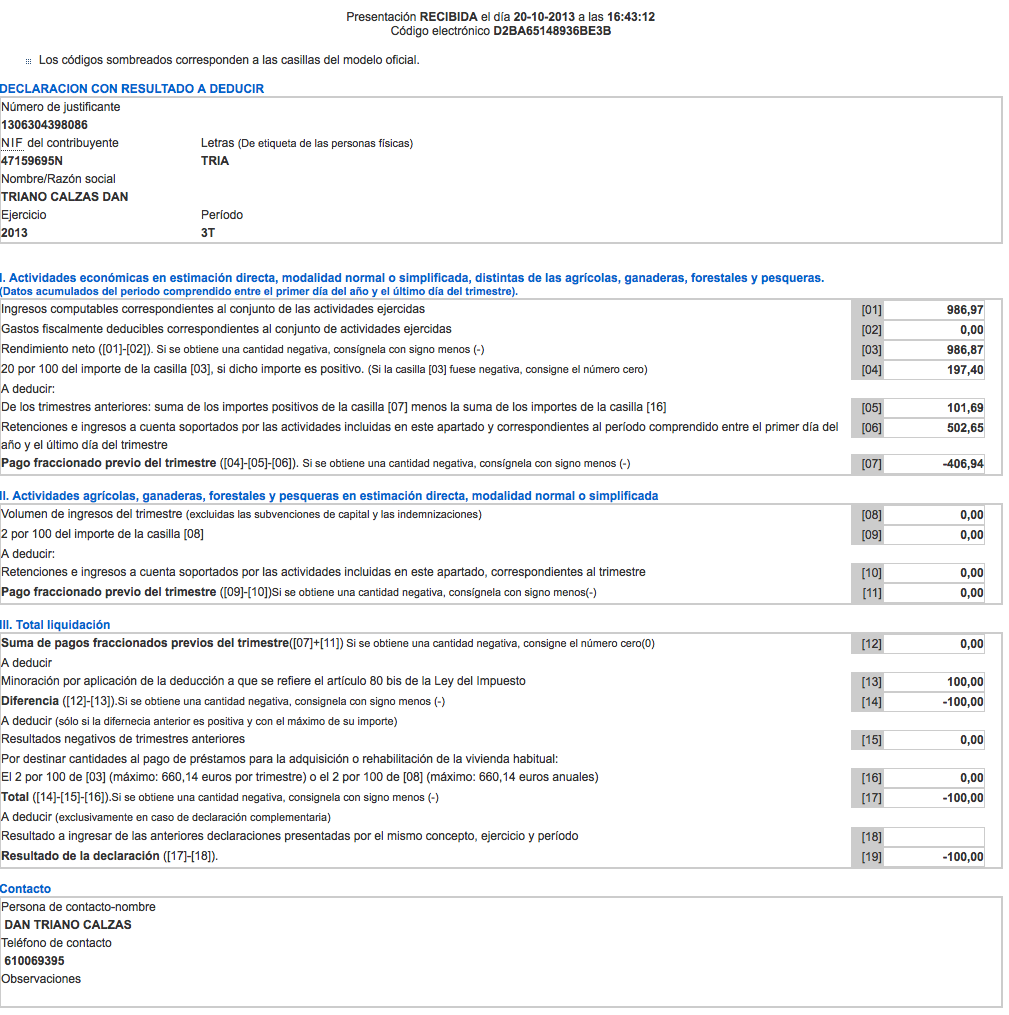 Presentación RECIBIDA el día 20-10-2013 a las 16:43:12
Código electrónico D2BA65148936BE3B
Los códigos sombreados corresponden a las casillas del modelo oficial.
DECLARACION CON RESULTADO A DEDUCIR
Número de justificante
1306304398086
NIF del contribuyente Letras (De etiqueta de las personas físicas)
47159695N TRIA
Nombre/Razón social
TRIANO CALZAS DAN
Ejercicio Período
2013 3T
I. Actividades económicas en estimación directa, modalidad normal o simplificada, distintas de las agrícolas, ganaderas, forestales y pesqueras.
(Datos acumulados del periodo comprendido entre el primer día del año y el último día del trimestre).
Ingresos computables correspondientes al conjunto de las actividades ejercidas [01] 986,97
Gastos fiscalmente deducibles correspondientes al conjunto de actividades ejercidas [02] 0,00
Rendimiento neto ([01]-[02]). Si se obtiene una cantidad negativa, consígnela con signo menos (-) [03] 986,87
20 por 100 del importe de la casilla [03], si dicho importe es positivo. (Si la casilla [03] fuese negativa, consigne el número cero) [04] 197,40
A deducir:
De los trimestres anteriores: suma de los importes positivos de la casilla [07] menos la suma de los importes de la casilla [16] [05] 101,69
Retenciones e ingresos a cuenta soportados por las actividades incluidas en este apartado y correspondientes al período comprendido entre el primer día del [06] 502,65
año y el último día del trimestre
Pago fraccionado previo del trimestre ([04]-[05]-[06]). Si se obtiene una cantidad negativa, consígnela con signo menos (-) [07] -406,94
II. Actividades agrícolas, ganaderas, forestales y pesqueras en estimación directa, modalidad normal o simplificada
Volumen de ingresos del trimestre (excluidas las subvenciones de capital y las indemnizaciones) [08] 0,00
2 por 100 del importe de la casilla [08] [09] 0,00
A deducir:
Retenciones e ingresos a cuenta soportados por las actividades incluidas en este apartado, correspondientes al trimestre [10] 0,00
Pago fraccionado previo del trimestre ([09]-[10])Si se obtiene una cantidad negativa, consígnela con signo menos(-) [11] 0,00
III. Total liquidación
Suma de pagos fraccionados previos del trimestre([07]+[11]) Si se obtiene una cantidad negativa, consigne el número cero(0) [12] 0,00
A deducir
Minoración por aplicación de la deducción a que se refiere el artículo 80 bis de la Ley del Impuesto [13] 100,00
Diferencia ([12]-[13]).Si se obtiene una cantidad negativa, consignela con signo menos (-) [14] -100,00
A deducir (sólo si la difernecia anterior es positiva y con el máximo de su importe)
Resultados negativos de trimestres anteriores [15] 0,00
Por destinar cantidades al pago de préstamos para la adquisición o rehabilitación de la vivienda habitual:
El 2 por 100 de [03] (máximo: 660,14 euros por trimestre) o el 2 por 100 de [08] (máximo: 660,14 euros anuales) [16] 0,00
Total ([14]-[15]-[16]).Si se obtiene una cantidad negativa, consignela con signo menos (-) [17] -100,00
A deducir (exclusivamente en caso de declaración complementaria)
Resultado a ingresar de las anteriores declaraciones presentadas por el mismo concepto, ejercicio y período [18]
Resultado de la declaración ([17]-[18]). [19] -100,00
Contacto
Persona de contacto-nombre
DAN TRIANO CALZAS
Teléfono de contacto
610069395
Observaciones